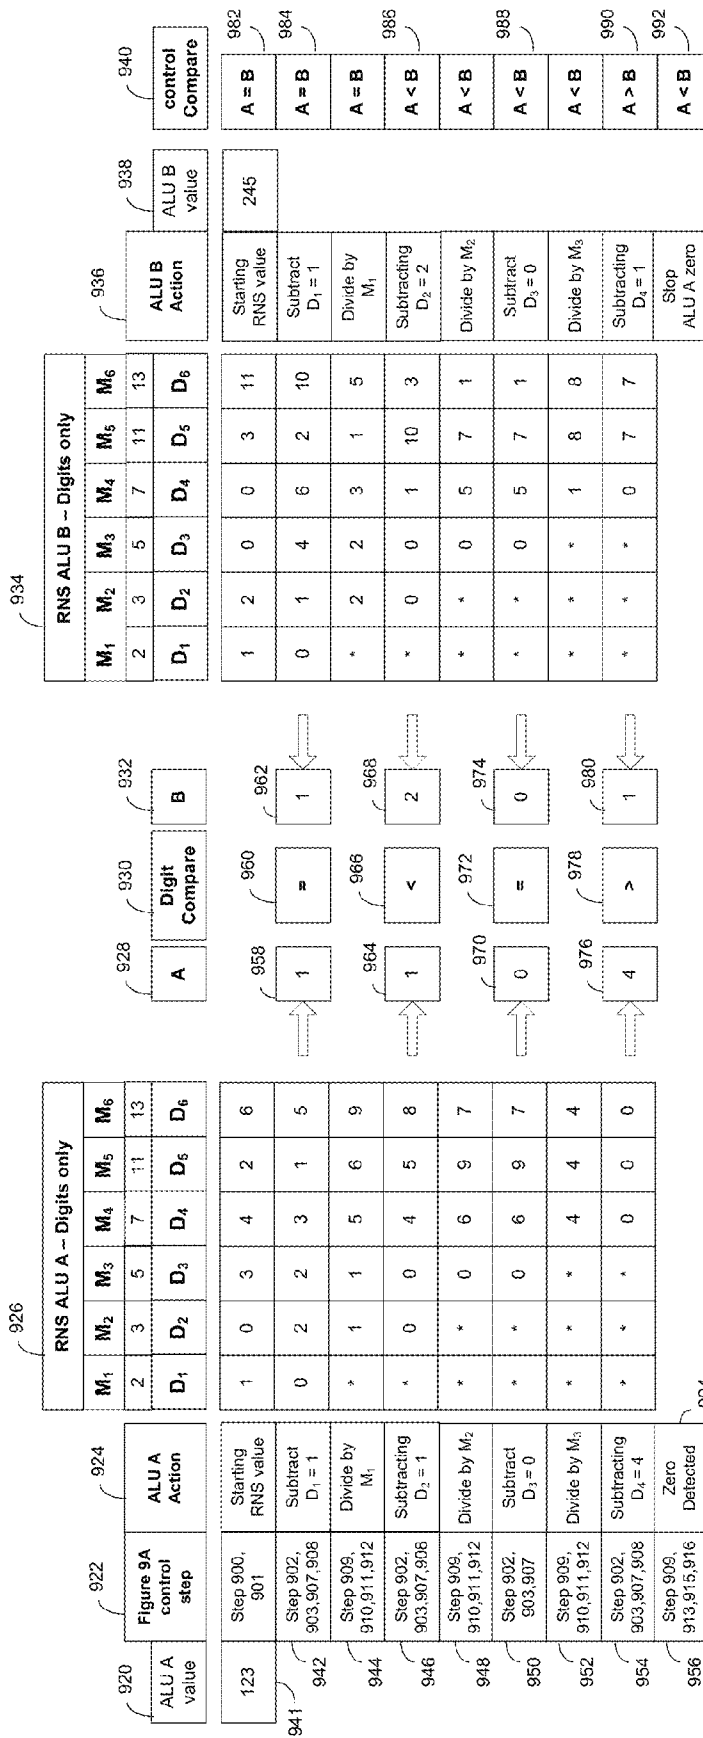 920 922 924 926 928 930 932 934 936 938 940
ALU A value
Figure 9A control step
ALU A Action
RNS ALU A – Digits only
M1 M2 M3 M4 M5 M6
2 3 5 7 11 13
D1 D2 D3 D4 D5 D6
A
Digit Compare
B
RNS ALU B – Digits only
M1 M2 M3 M4 M5 M6
2 3 5 7 11 13
D1 D2 D3 D4 D5 D6
ALU B Action
ALU B value
control Compare
123 Step 900, 901 Starting RNS value 1 0 3 4 2 6 1 2 0 0 3 11 Starting RNS value 245 A = B 982
941
942 Step 902, 903,907,908 Subtract D1 = 1 0 2 2 3 1 5 958 1 960 = 962 1 0 1 4 6 2 10 Subtract D1 = 1 A = B 984
944 Step 909, 910,911,912 Divide by M1 * 1 1 5 6 9 * 2 2 3 1 5 Divide by M1 A = B
946 Step 902, 903,907,908 Subtracting D2 = 1 * 0 0 4 5 8 964 1 966 < 968 2 * 0 0 1 10 3 Subtracting D2 = 2 A < B 986
948 Step 909, 910,911,912 Divide by M2 * * 0 6 9 7 * * 0 5 7 1 Divide by M2 A < B
950 Step 902, 903,907 Subtract D3 = 0 * * 0 6 9 7 970 0 972 = 974 0 * * 0 5 7 1 Subtract D3 = 0 A < B 988
952 Step 909, 910,911,912 Divide by M3 * * * 4 4 4 * * * 1 8 8 Divide by M3 A < B
954 Step 902, 903,907,908 Subtracting D4 = 4 * * * 0 0 0 976 4 978 > 980 1 * * * 0 7 7 Subtracting D4 = 1 A > B 990
956 Step 909, 913,915,916 Zero Detected Stop ALU A zero A < B 992